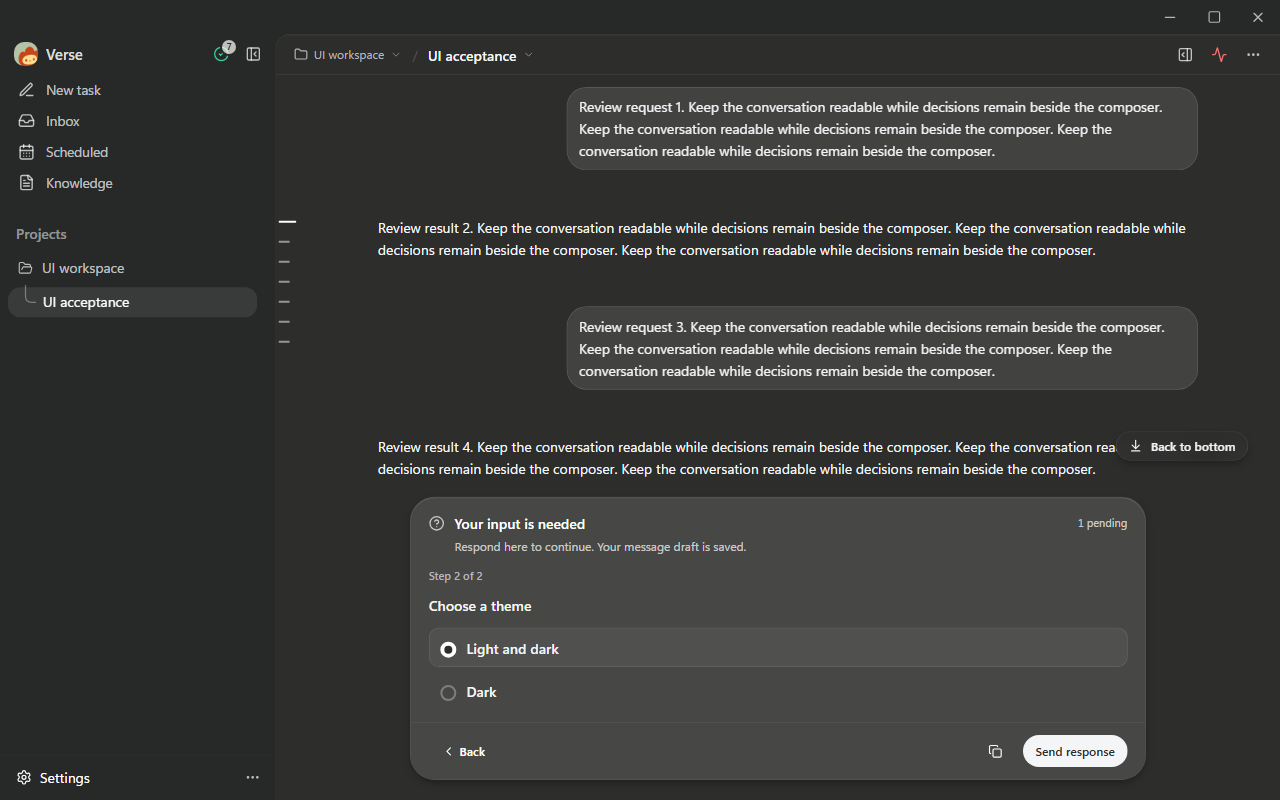 Verse
7
New task
Inbox
Scheduled
Knowledge
Projects
UI workspace
UI acceptance
Settings
UI workspace / UI acceptance
Review request 1. Keep the conversation readable while decisions remain beside the composer.
Keep the conversation readable while decisions remain beside the composer. Keep the
conversation readable while decisions remain beside the composer.
Review result 2. Keep the conversation readable while decisions remain beside the composer. Keep the conversation readable while
decisions remain beside the composer. Keep the conversation readable while decisions remain beside the composer.
Review request 3. Keep the conversation readable while decisions remain beside the composer.
Keep the conversation readable while decisions remain beside the composer. Keep the
conversation readable while decisions remain beside the composer.
Review result 4. Keep the conversation readable while decisions remain beside the composer. Keep the conversation rea
Back to bottom
decisions remain beside the composer. Keep the conversation readable while decisions remain beside the composer.
Your input is needed
1 pending
Respond here to continue. Your message draft is saved.
Step 2 of 2
Choose a theme
Light and dark
Dark
Back
Send response